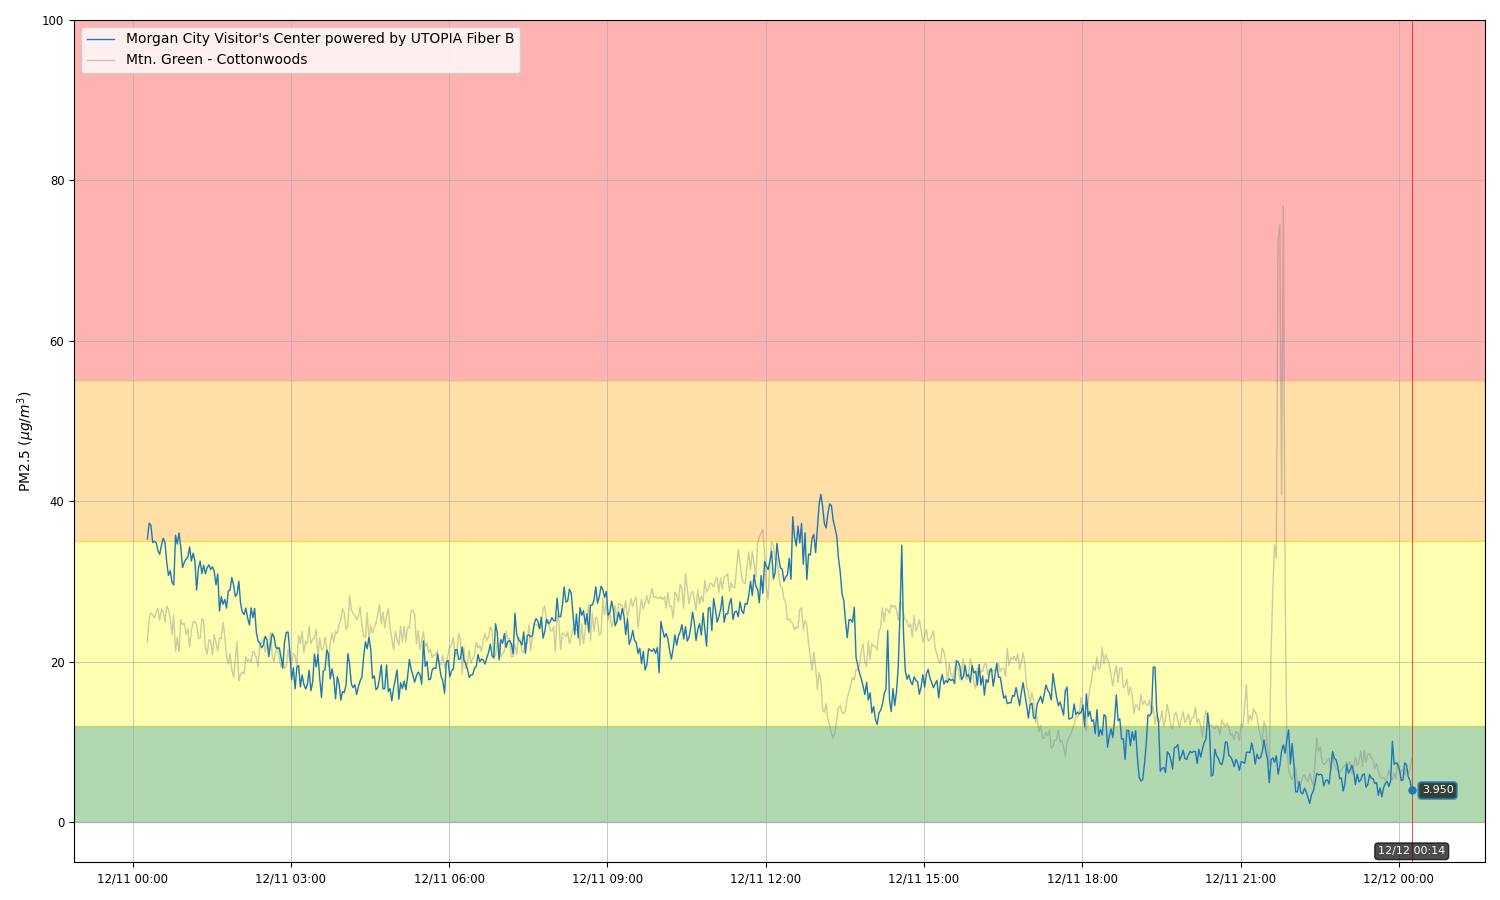 100
Morgan City Visitor's Center powered by UTOPIA Fiber B
Mtn. Green - Cottonwoods
80
60
PM2.5 (µg/m³)
40
20
3.950
0
12/12 00:14
12/11 00:00 12/11 03:00 12/11 06:00 12/11 09:00 12/11 12:00 12/11 15:00 12/11 18:00 12/11 21:00 12/12 00:00